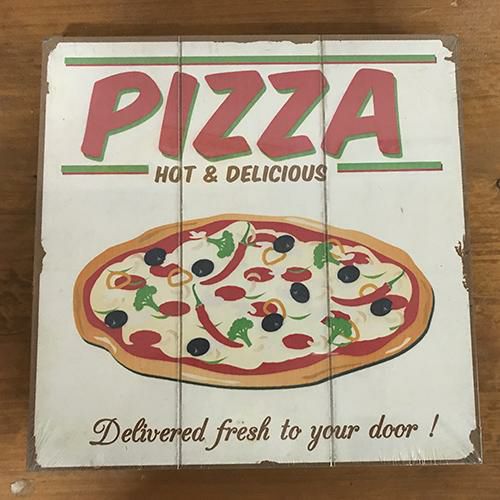 PIZZA
HOT & DELICIOUS
Delivered fresh to your door !